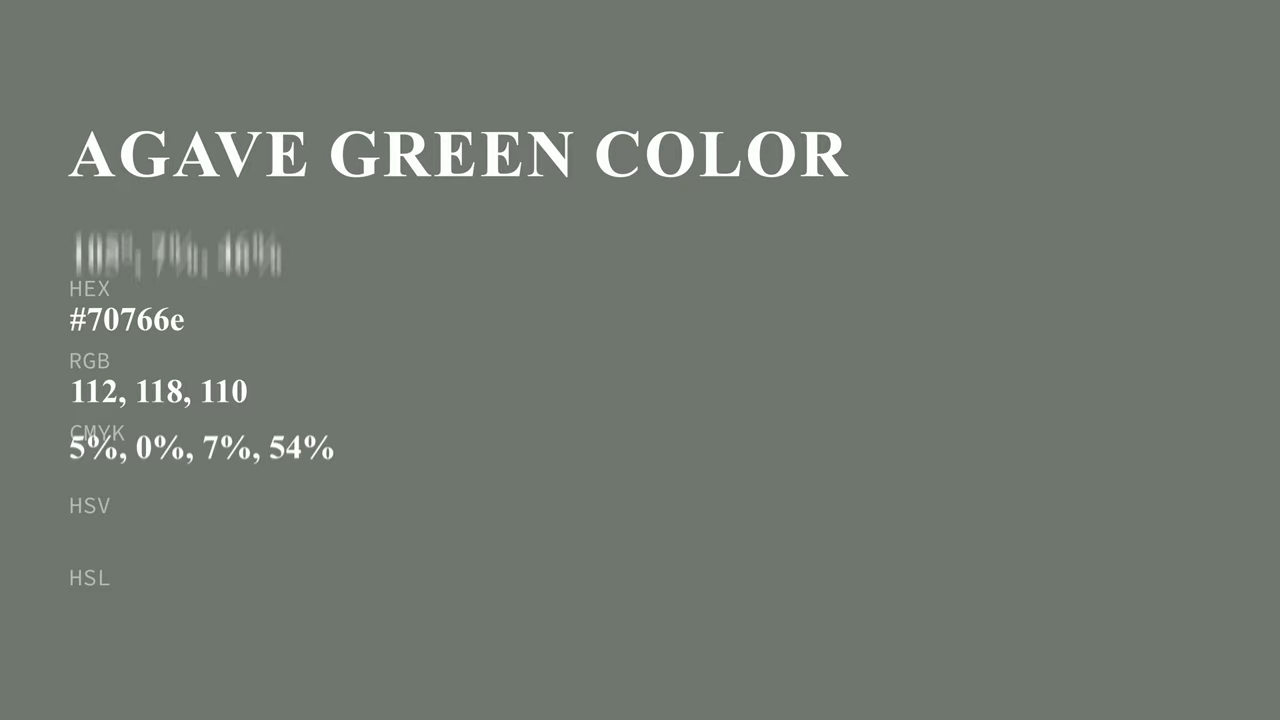 AGAVE GREEN COLOR
HEX
#70766e
RGB
112, 118, 110
CMYK
5%, 0%, 7%, 54%
HSV
HSL